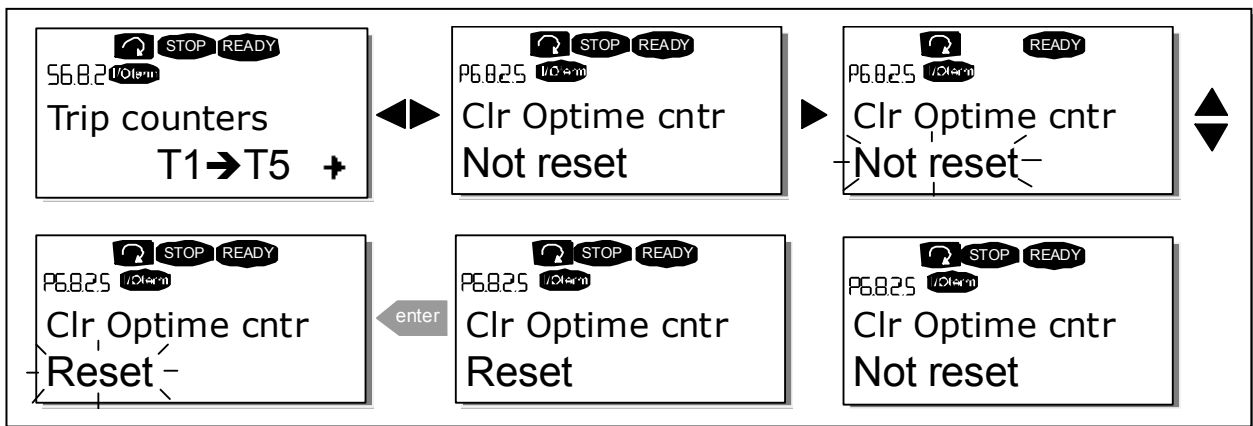 STOP READY
S6.8.2 I/Oterm
Trip counters
T1➔T5
STOP READY
P6.8.2.5 I/Oterm
Clr Optime cntr
Not reset
READY
P6.8.2.5 I/Oterm
Clr Optime cntr
Not reset
STOP READY
P6.8.2.5 I/Oterm
Clr Optime cntr
Reset
enter
STOP READY
P6.8.2.5 I/Oterm
Clr Optime cntr
Reset
STOP READY
P6.8.2.5 I/Oterm
Clr Optime cntr
Not reset